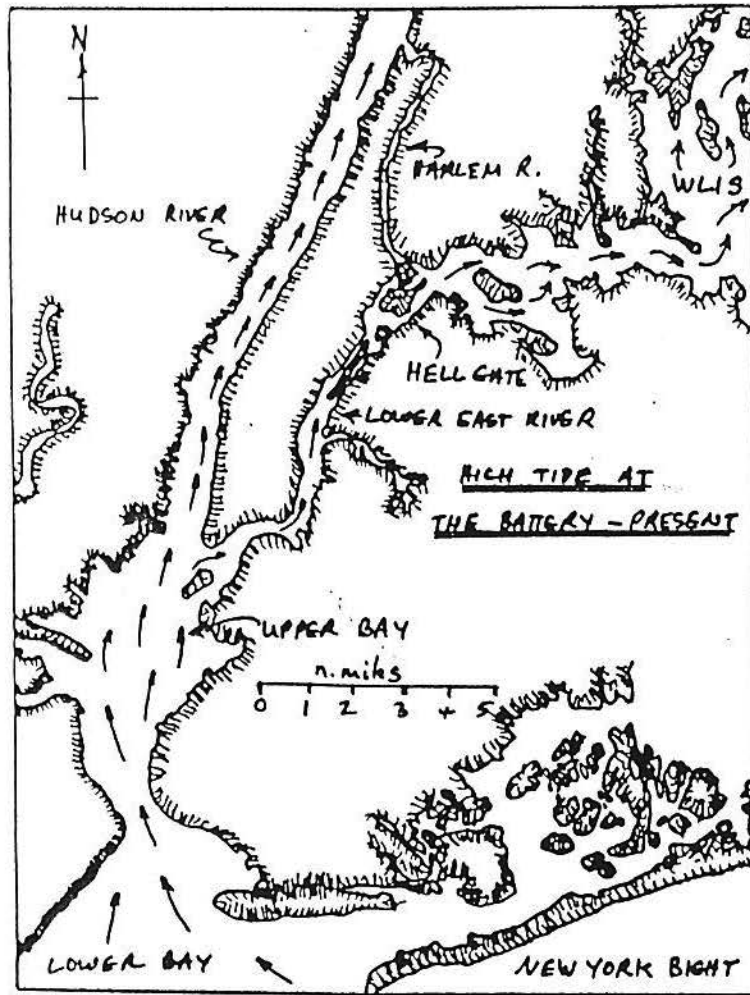 N
HARLEM R.
WLIS
HUDSON RIVER
HELL GATE
LOWER EAST RIVER
HIGH TIDE AT
THE BATTERY - PRESENT
UPPER BAY
n. miles
0 1 2 3 4 5
LOWER BAY
NEW YORK BIGHT